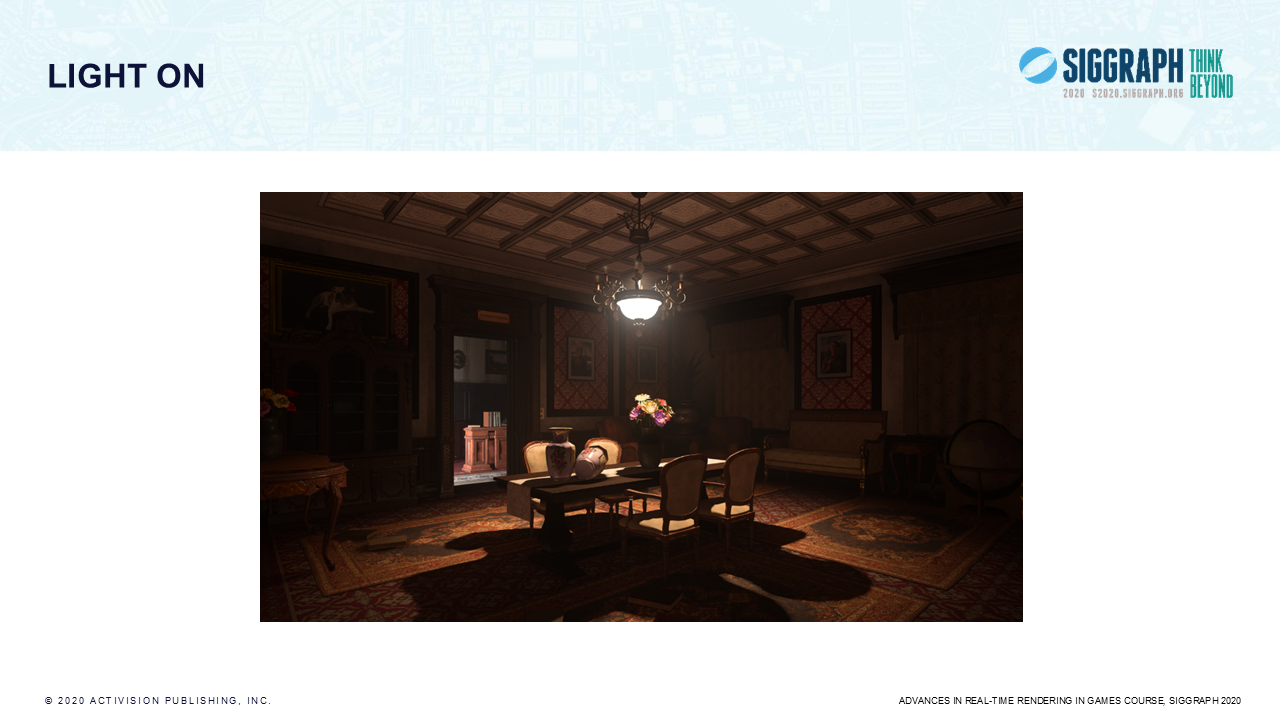 LIGHT ON
SIGGRAPH
THINK
BEYOND
2020 S2020.SIGGRAPH.ORG
© 2020 ACTIVISION PUBLISHING, INC.
ADVANCES IN REAL-TIME RENDERING IN GAMES COURSE, SIGGRAPH 2020